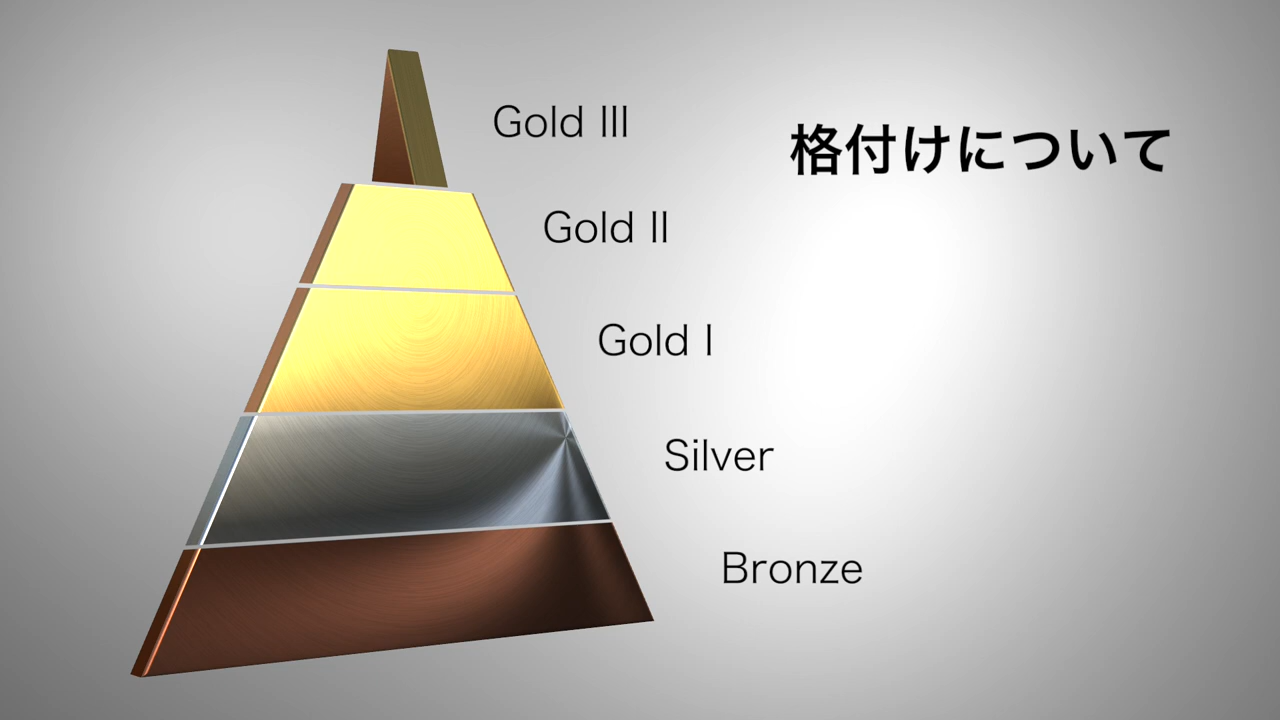 格付けについて
Gold III
Gold II
Gold I
Silver
Bronze